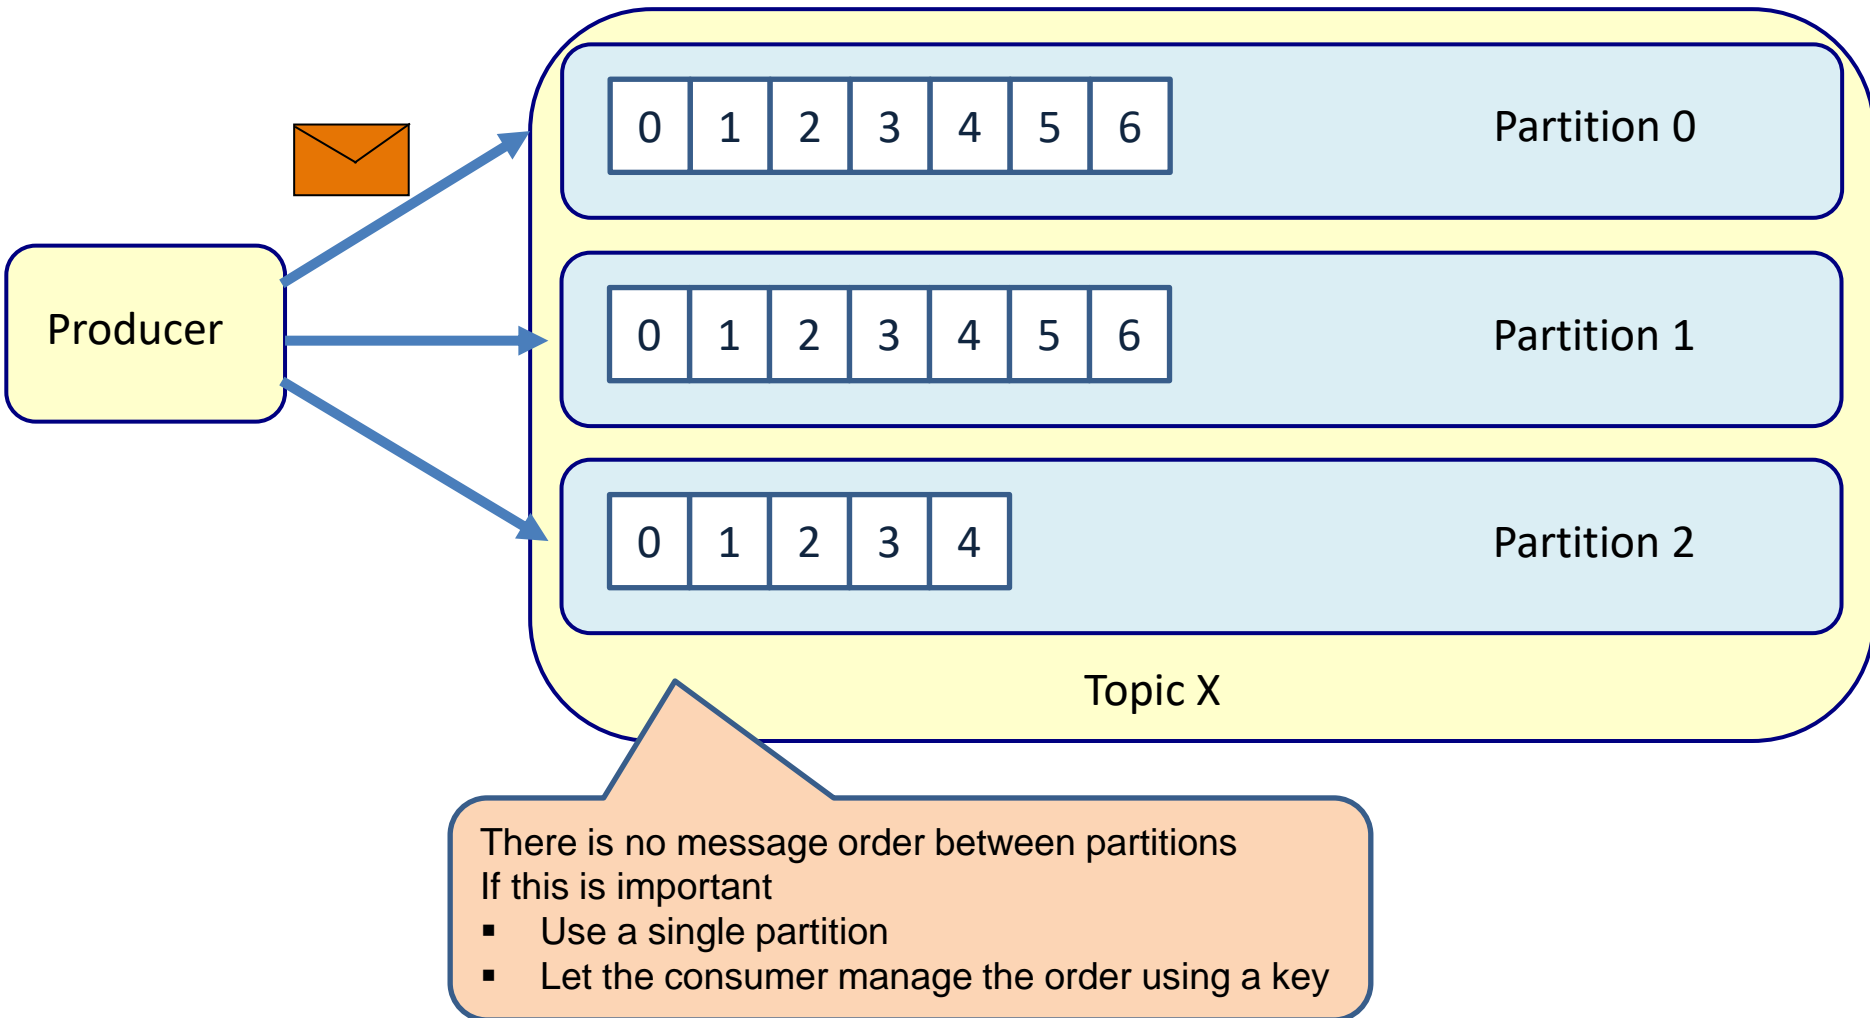 0 1 2 3 4 5 6 Partition 0
Producer
0 1 2 3 4 5 6 Partition 1
0 1 2 3 4 Partition 2
Topic X
There is no message order between partitions
If this is important
▪ Use a single partition
▪ Let the consumer manage the order using a key